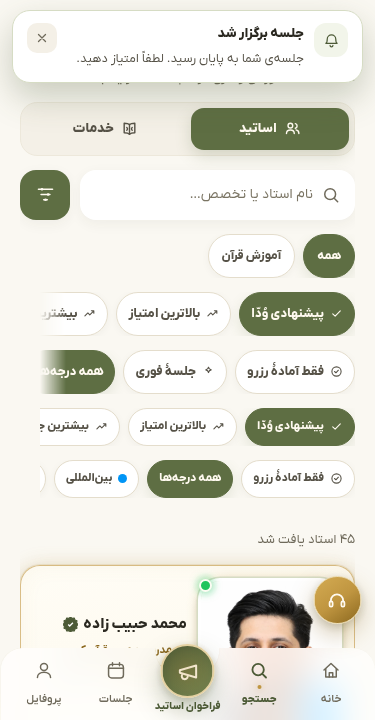 جلسه برگزار شد
جلسه‌ی شما به پایان رسید. لطفاً امتیاز دهید.
اساتید
خدمات
نام استاد یا تخصص...
همه
آموزش قرآن
پیشنهادی وُدّا
بالاترین امتیاز
بیشترین
فقط آمادهٔ رزرو
جلسهٔ فوری
همه درجه‌ها
پیشنهادی وُدّا
بالاترین امتیاز
بیشترین
فقط آمادهٔ رزرو
همه درجه‌ها
بین‌المللی
۴۵ استاد یافت شد
محمد حبیب زاده
خانه
جستجو
فراخوان اساتید
جلسات
پروفایل